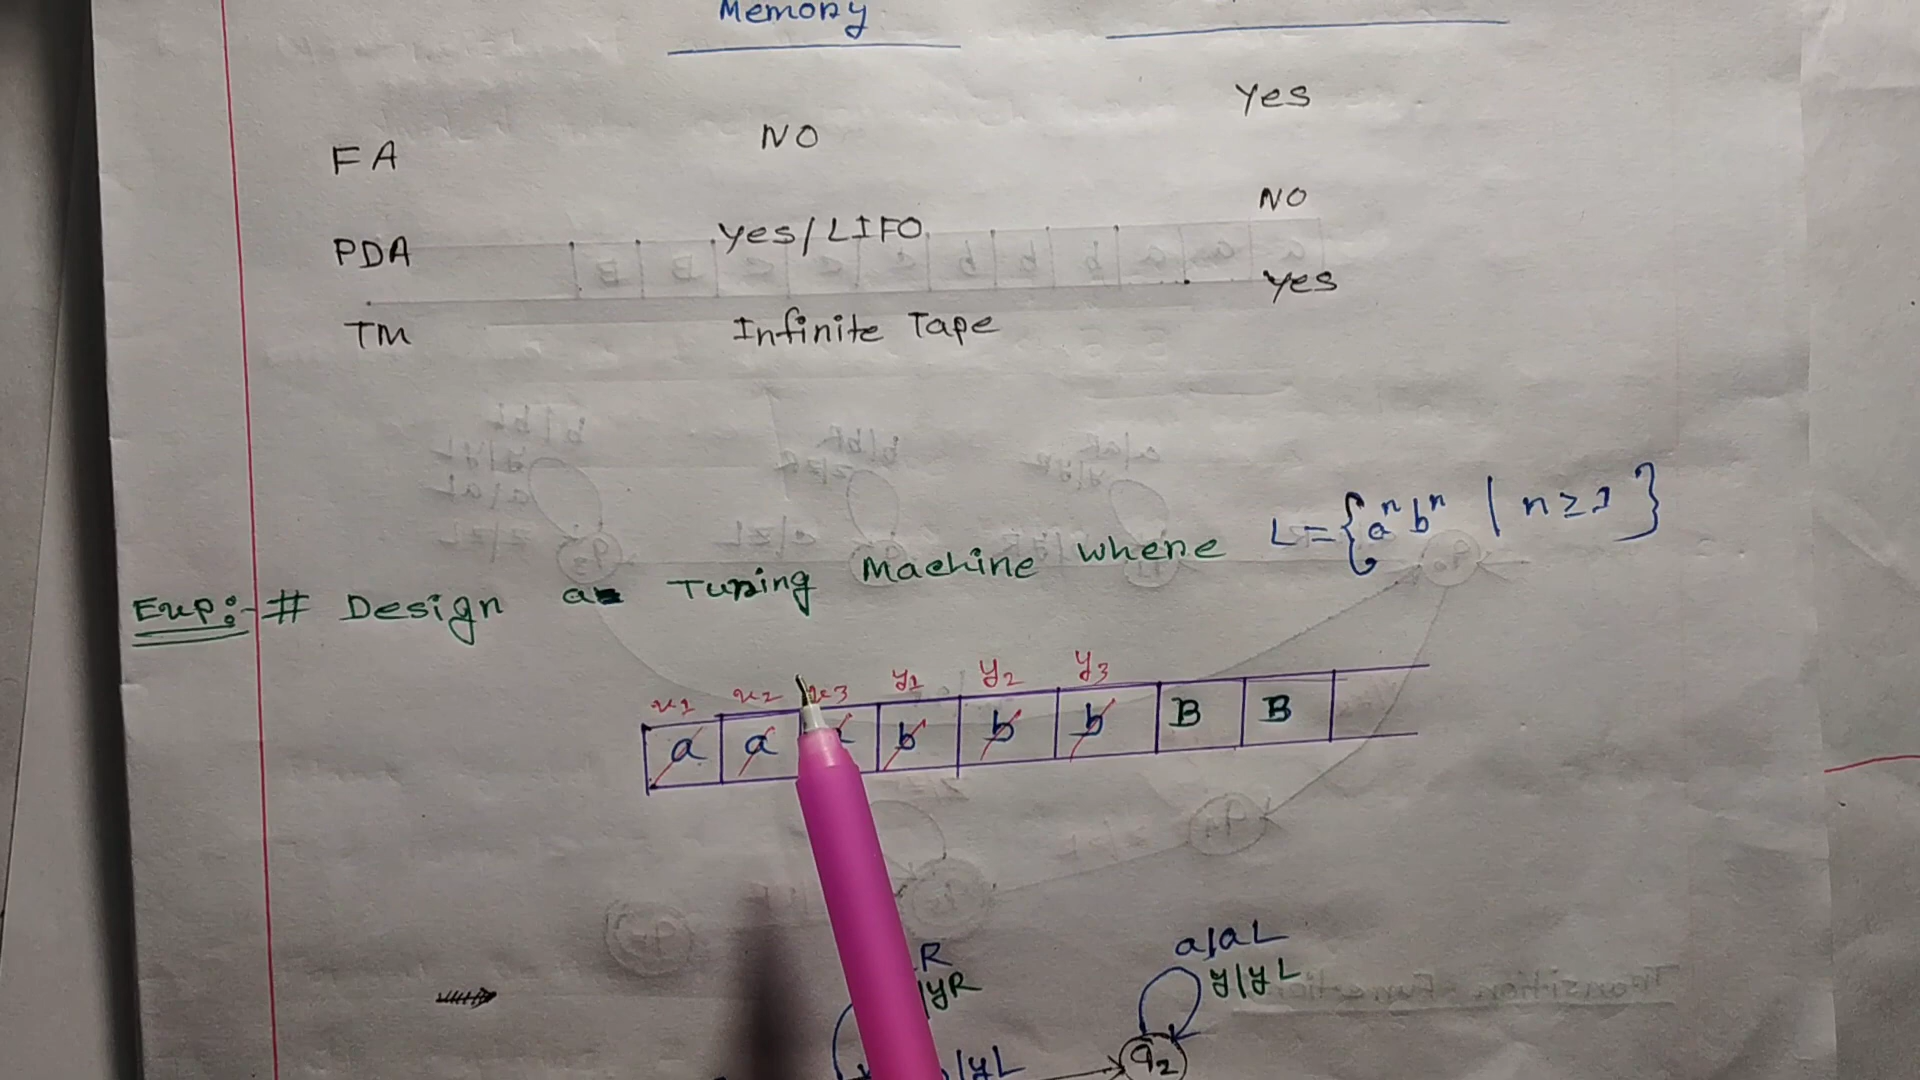 Memory
Yes
FA NO
NO
PDA Yes/LIFO
Yes
TM Infinite Tape
Exp:- # Design a Turing Machine where L={aⁿbⁿ | n≥1}
x1 x2 x3 y1 y2 y3
a a b b b B B
R a/aL
/yR y/yL
/yL q2